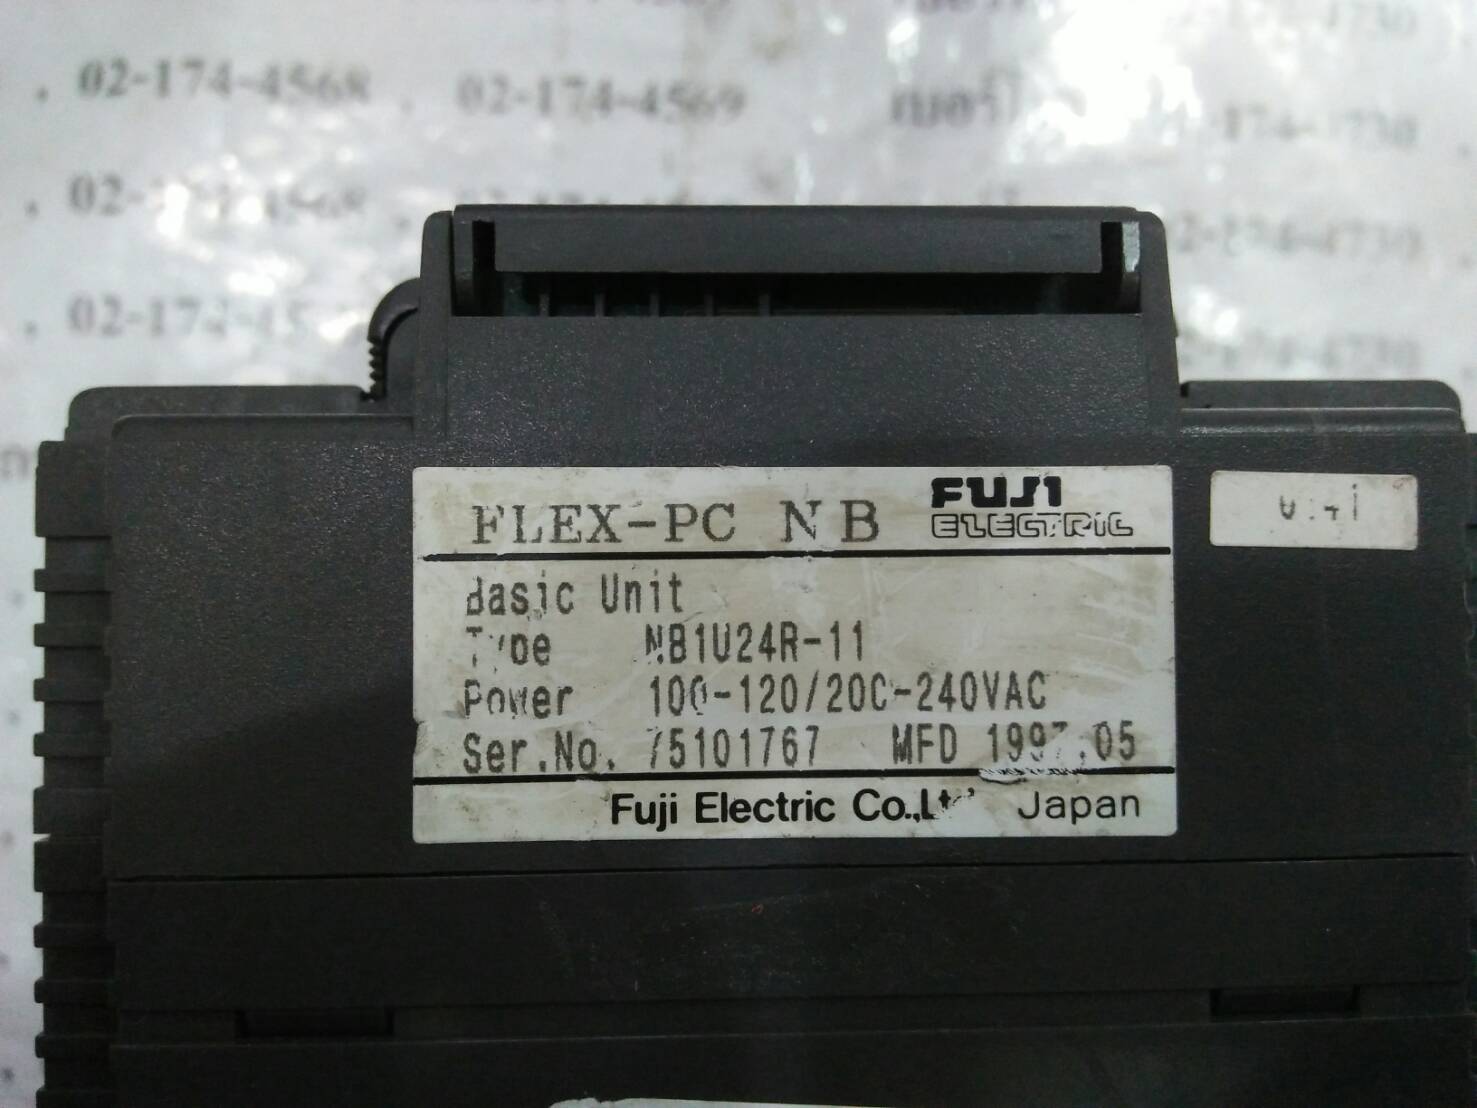 02-174-4568 , 02-174-4569
FLEX-PC NB FUJI
ELECTRIC
Basic Unit
Type NB1U24R-11
Power 100-120/200-240VAC
Ser.No. 75101767 MFD 1997.05
Fuji Electric Co.,Ltd. Japan